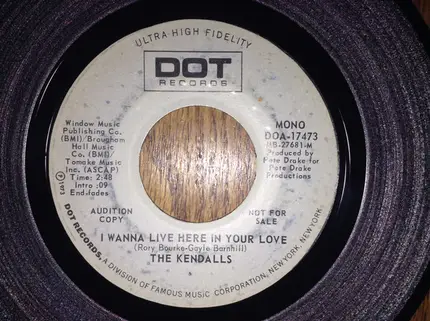 ULTRA-HIGH FIDELITY
DOT
RECORDS
Window Music
Publishing Co.
(BMI)/Brougham
Hall Music Co.
(BMI)/
Tomake Music
Inc. (ASCAP)
Time: 2:48
Intro :09
End-fades
℗1973
MONO
DOA-17473
(MB-27681-M
Produced by
Pete Drake for
Pete Drake
Productions
AUDITION
COPY
NOT FOR
SALE
I WANNA LIVE HERE IN YOUR LOVE
(Rory Bourke-Gayle Barnhill)
THE KENDALLS
DOT RECORDS, A DIVISION OF FAMOUS MUSIC CORPORATION, NEW YORK, NEW YORK.